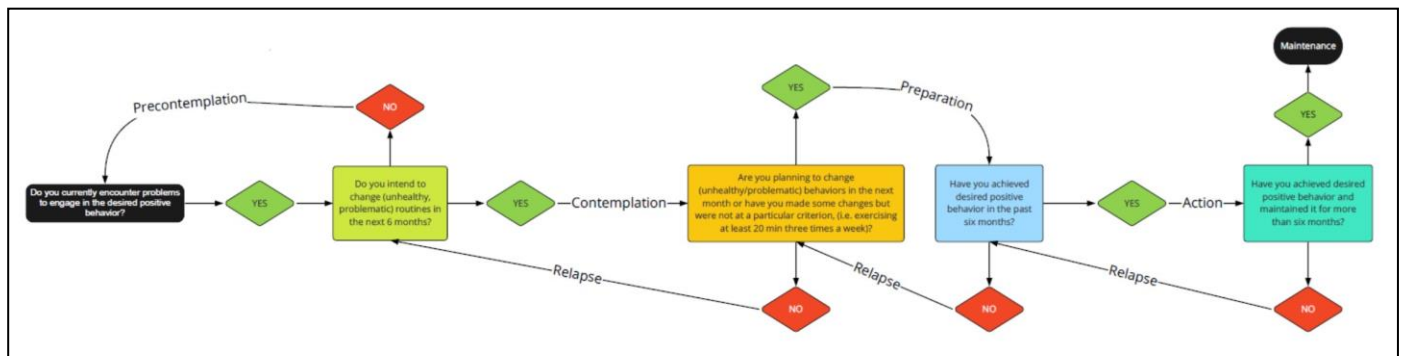 Maintenance
YES
Preparation
Precontemplation
NO
YES
Do you currently encounter problems
to engage in the desired positive
behavior?
YES
Do you intend to
change (unhealthy,
problematic) routines in
the next 6 months?
YES
Contemplation
Are you planning to change
(unhealthy/problematic) behaviors in the next
month or have you made some changes but
were not at a particular criterion, (i.e. exercising
at least 20 min three times a week)?
Have you achieved
desired positive
behavior in the past
six months?
YES
Action
Have you achieved desired
positive behavior and
maintained it for more
than six months?
Relapse
Relapse
Relapse
NO
NO
NO